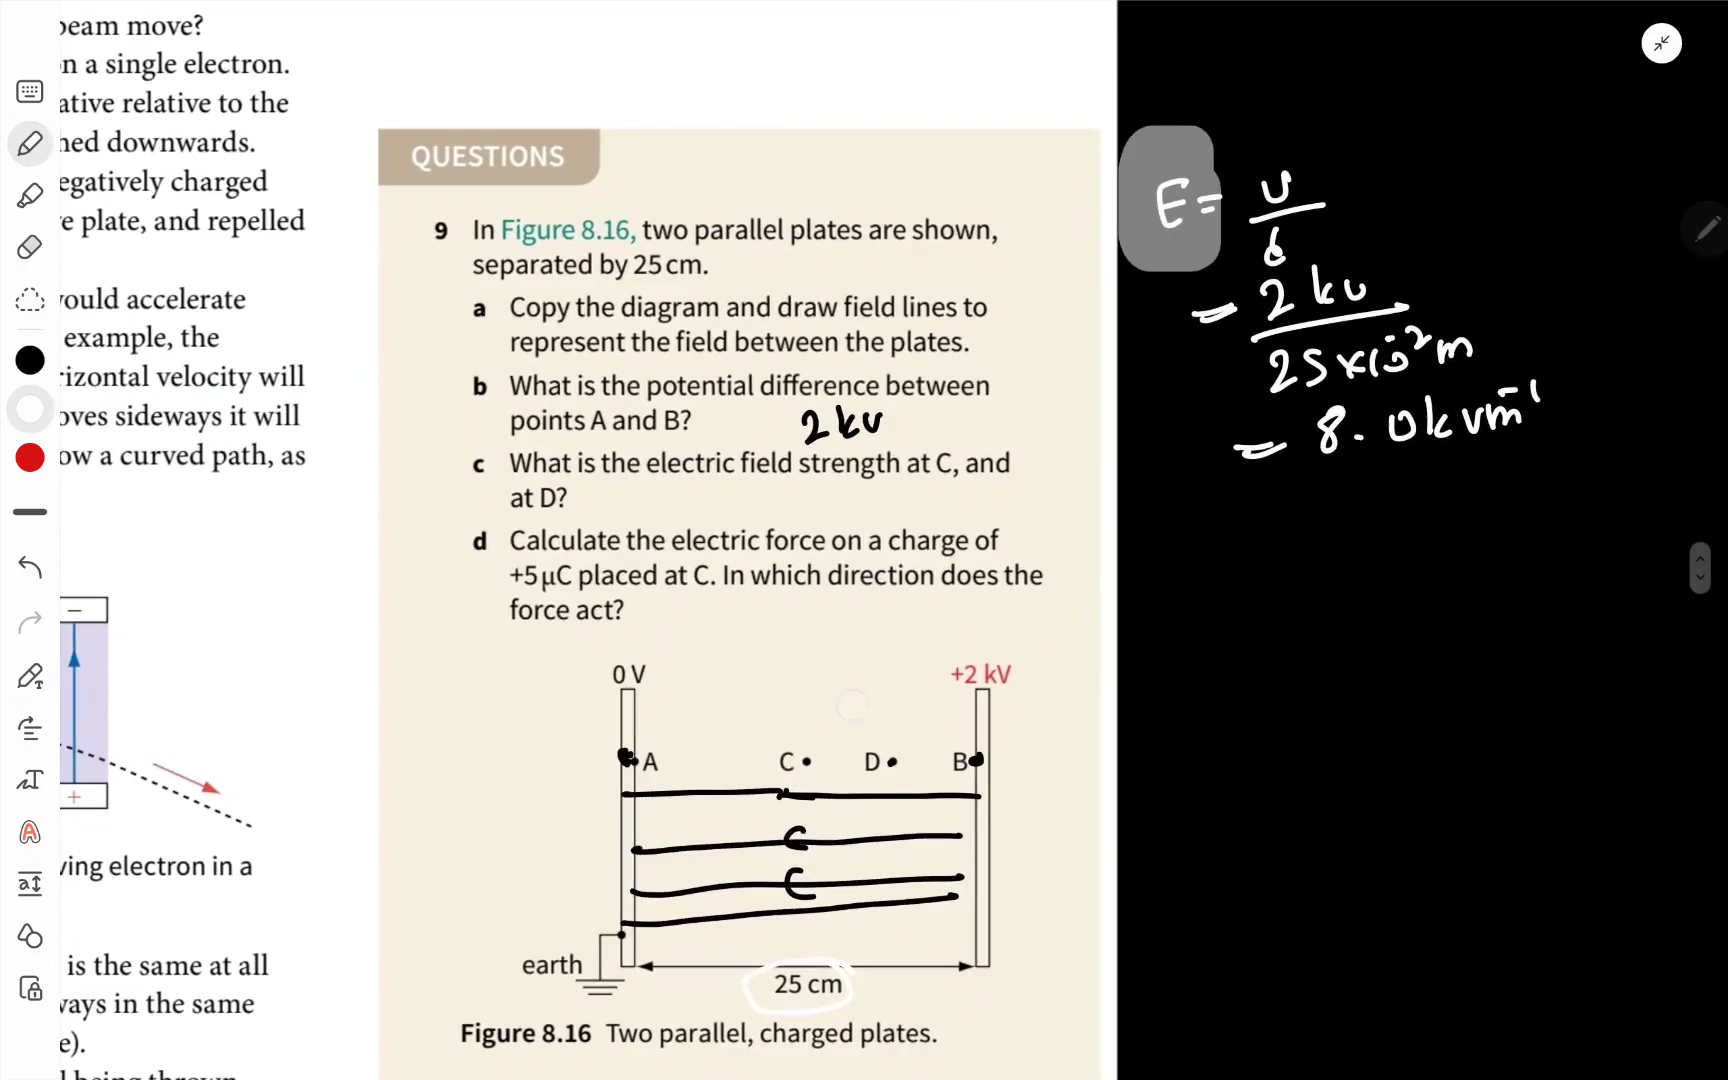 beam move?
n a single electron.
ative relative to the
hed downwards.
egatively charged
e plate, and repelled
ould accelerate
example, the
rizontal velocity will
oves sideways it will
ow a curved path, as
−
+
ving electron in a
is the same at all
ways in the same
e).
QUESTIONS
9 In Figure 8.16, two parallel plates are shown,
separated by 25 cm.
a Copy the diagram and draw field lines to
represent the field between the plates.
b What is the potential difference between
points A and B? 2 kv
c What is the electric field strength at C, and
at D?
d Calculate the electric force on a charge of
+5 μC placed at C. In which direction does the
force act?
0 V +2 kV
A C D B
earth
25 cm
Figure 8.16 Two parallel, charged plates.
E = v
= 2 kv
25 x 10⁻² m
= 8.0 k vm⁻¹